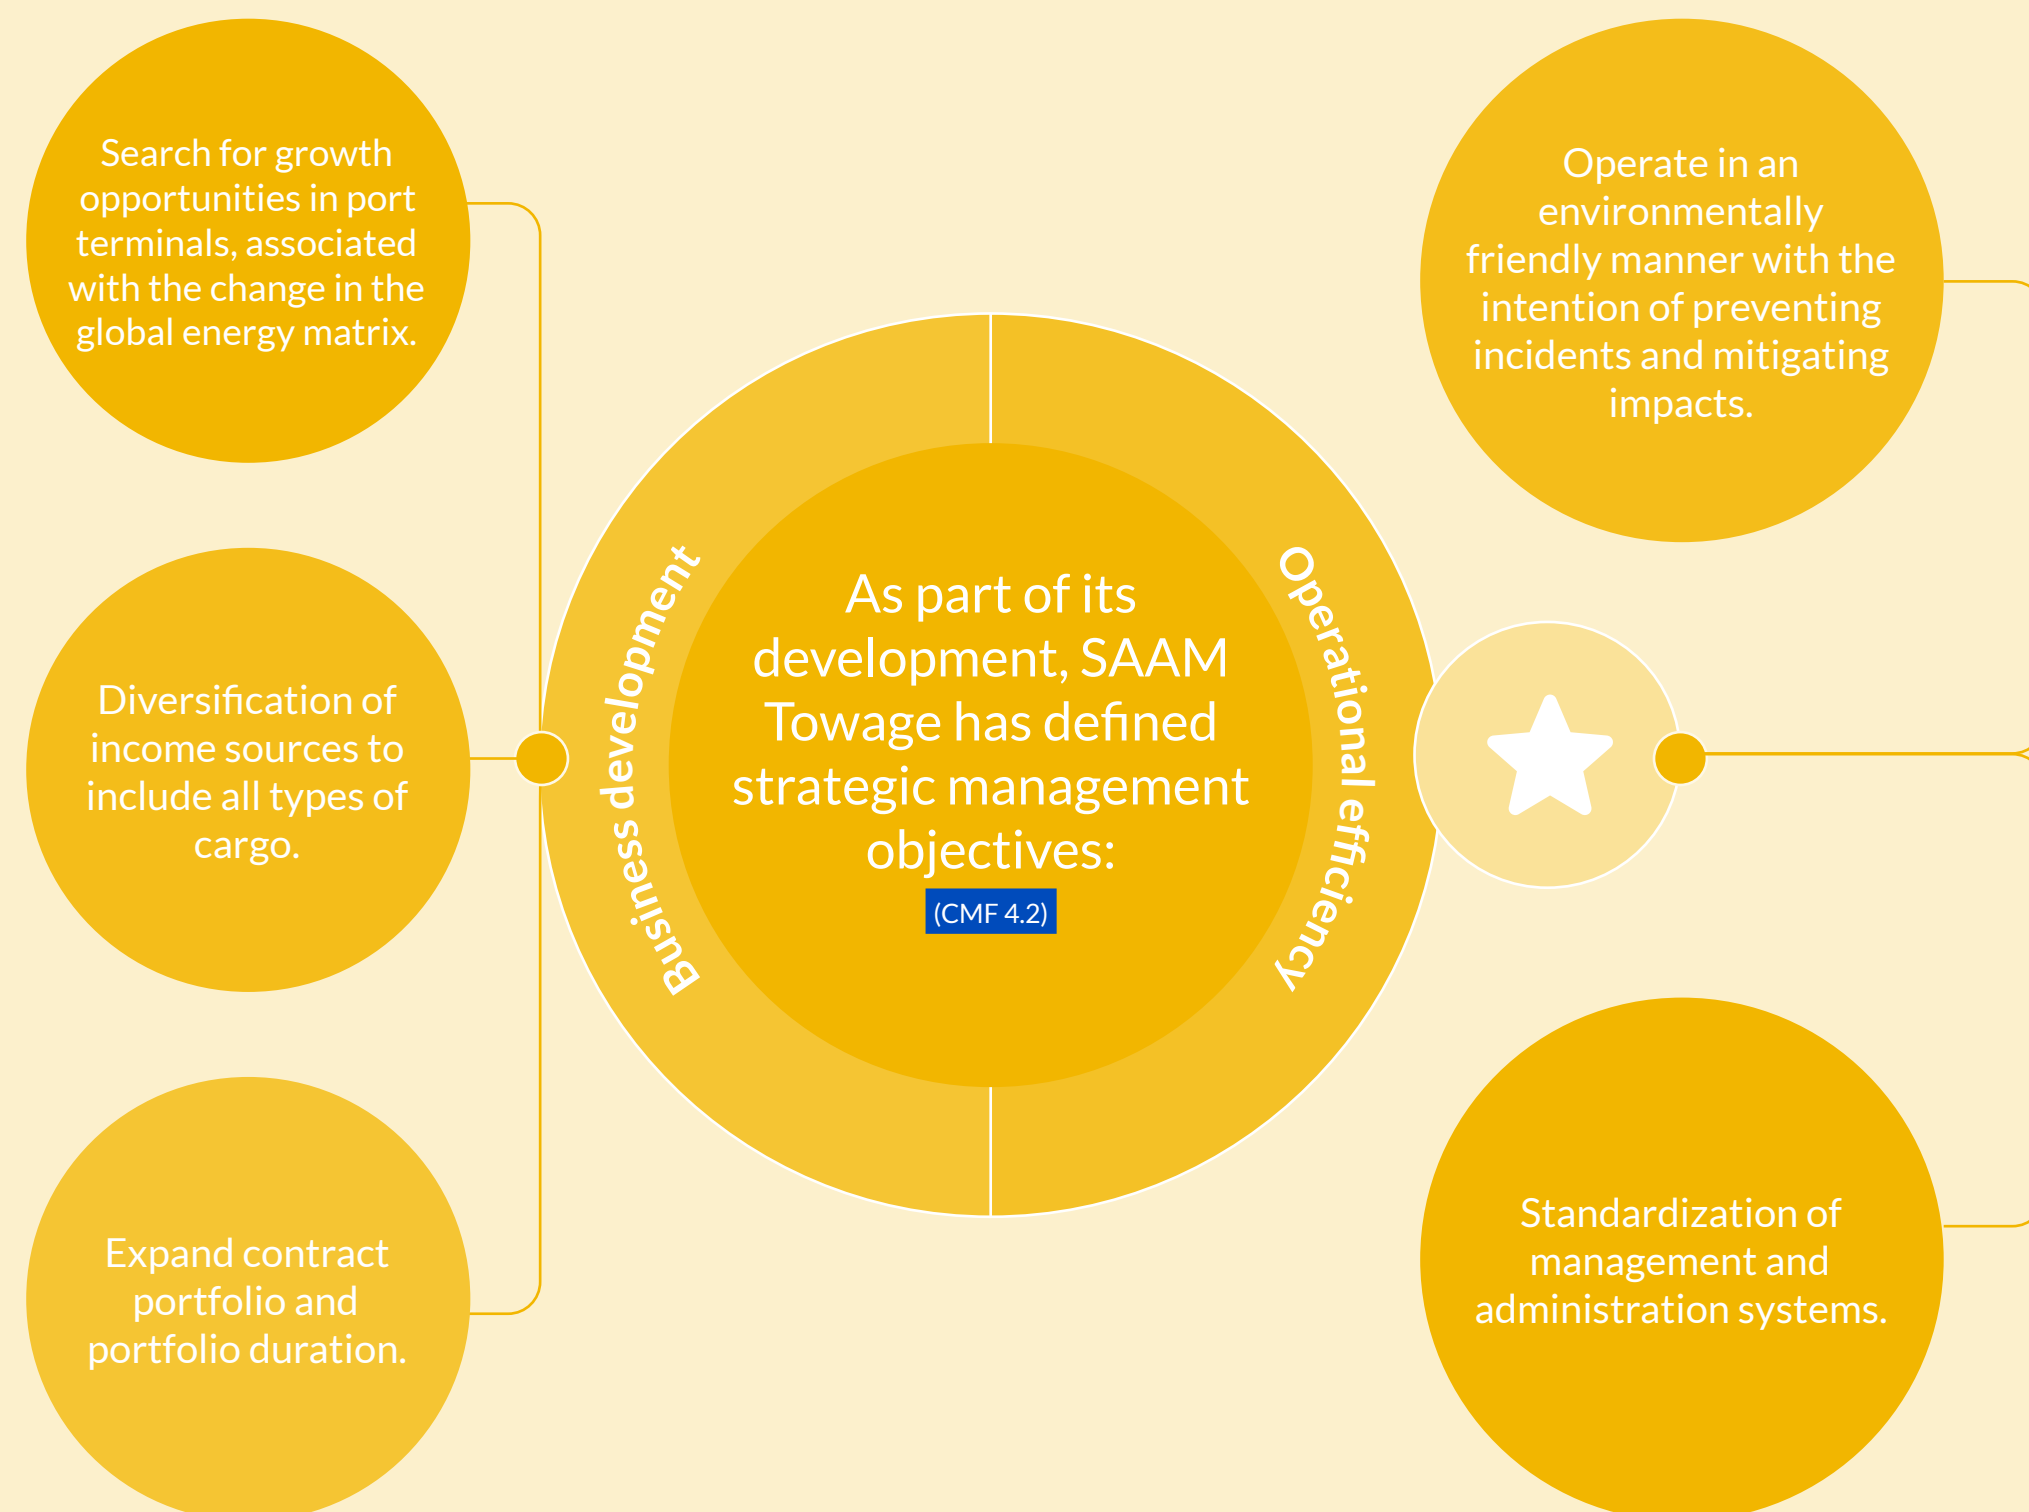 Search for growth
opportunities in port
terminals, associated
with the change in the
global energy matrix.
Diversification of
income sources to
include all types of
cargo.
Expand contract
portfolio and
portfolio duration.
Business development
As part of its
development, SAAM
Towage has defined
strategic management
objectives:
(CMF 4.2)
Operational efficiency
Operate in an
environmentally
friendly manner with the
intention of preventing
incidents and mitigating
impacts.
Standardization of
management and
administration systems.